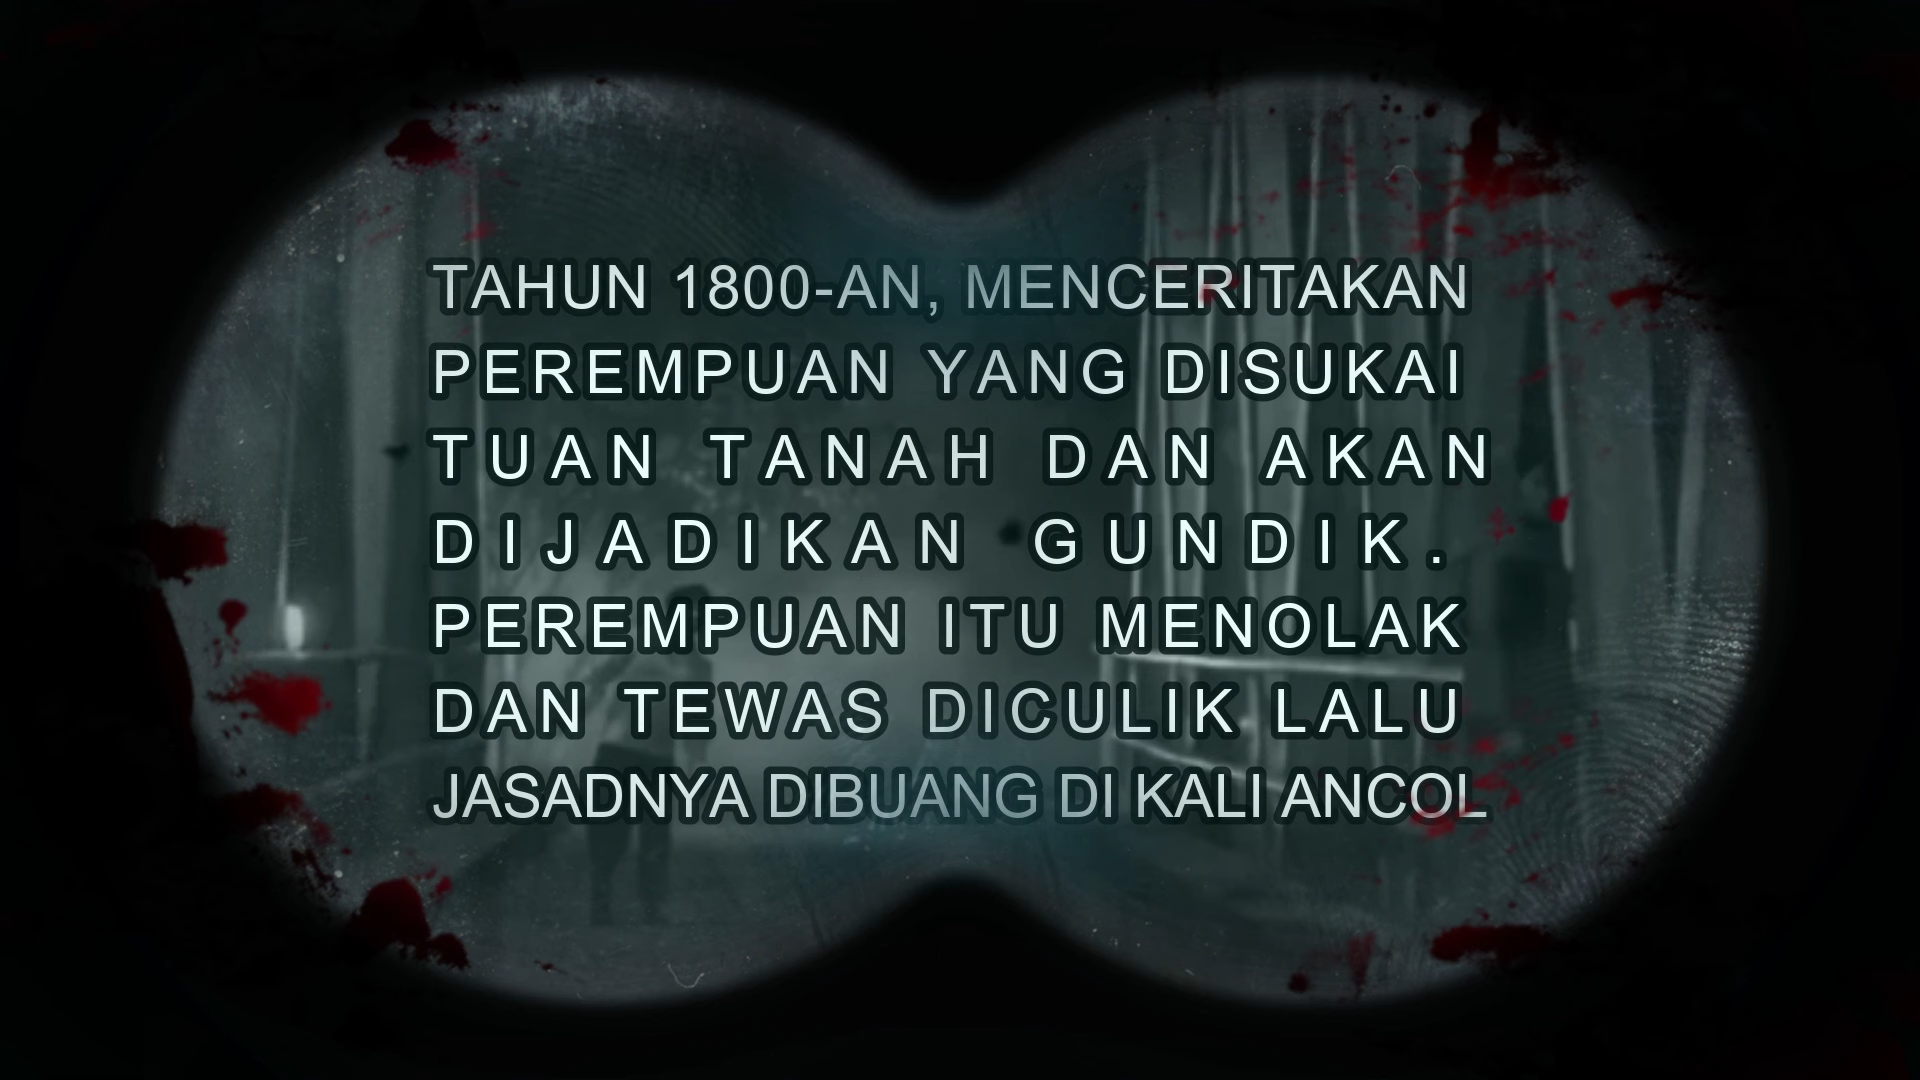 TAHUN 1800-AN, MENCERITAKAN
PEREMPUAN YANG DISUKAI
TUAN TANAH DAN AKAN
DIJADIKAN GUNDIK.
PEREMPUAN ITU MENOLAK
DAN TEWAS DICULIK LALU
JASADNYA DIBUANG DI KALI ANCOL